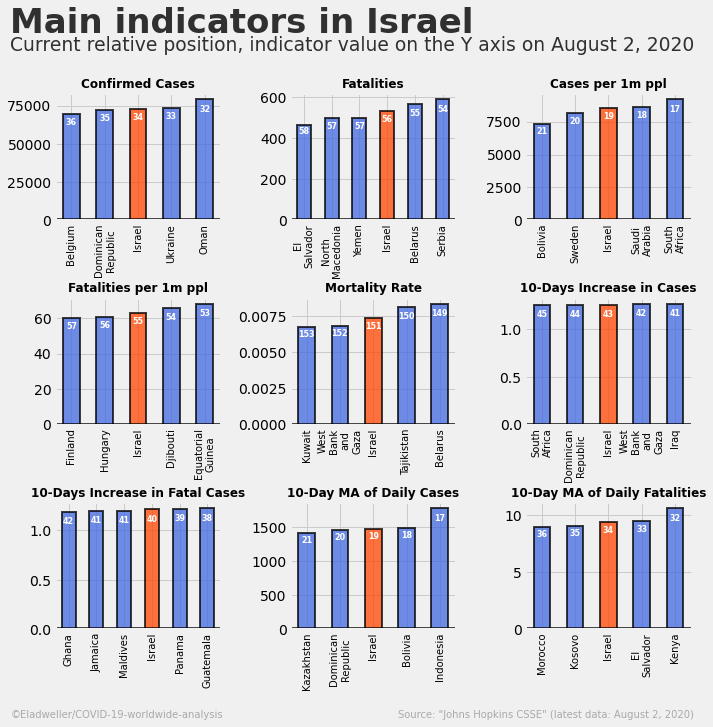 Main indicators in Israel
Current relative position, indicator value on the Y axis on August 2, 2020
Confirmed Cases
75000
50000
25000
0
36
35
34
33
32
Belgium
Dominican
Republic
Israel
Ukraine
Oman
Fatalities
600
400
200
0
58
57
57
56
55
54
El
Salvador
North
Macedonia
Yemen
Israel
Belarus
Serbia
Cases per 1m ppl
7500
5000
2500
0
21
20
19
18
17
Bolivia
Sweden
Israel
Saudi
Arabia
South
Africa
Fatalities per 1m ppl
60
40
20
0
57
56
55
54
53
Finland
Hungary
Israel
Djibouti
Equatorial
Guinea
Mortality Rate
0.0075
0.0050
0.0025
0.0000
153
152
151
150
149
Kuwait
West
Bank
and
Gaza
Israel
Tajikistan
Belarus
10-Days Increase in Cases
1.0
0.5
0.0
45
44
43
42
41
South
Africa
Dominican
Republic
Israel
West
Bank
and
Gaza
Iraq
10-Days Increase in Fatal Cases
1.0
0.5
0.0
42
41
41
40
39
38
Ghana
Jamaica
Maldives
Israel
Panama
Guatemala
10-Day MA of Daily Cases
1500
1000
500
0
21
20
19
18
17
Kazakhstan
Dominican
Republic
Israel
Bolivia
Indonesia
10-Day MA of Daily Fatalities
10
5
0
36
35
34
33
32
Morocco
Kosovo
Israel
El
Salvador
Kenya
©Eladweller/COVID-19-worldwide-analysis
Source: "Johns Hopkins CSSE" (latest data: August 2, 2020)